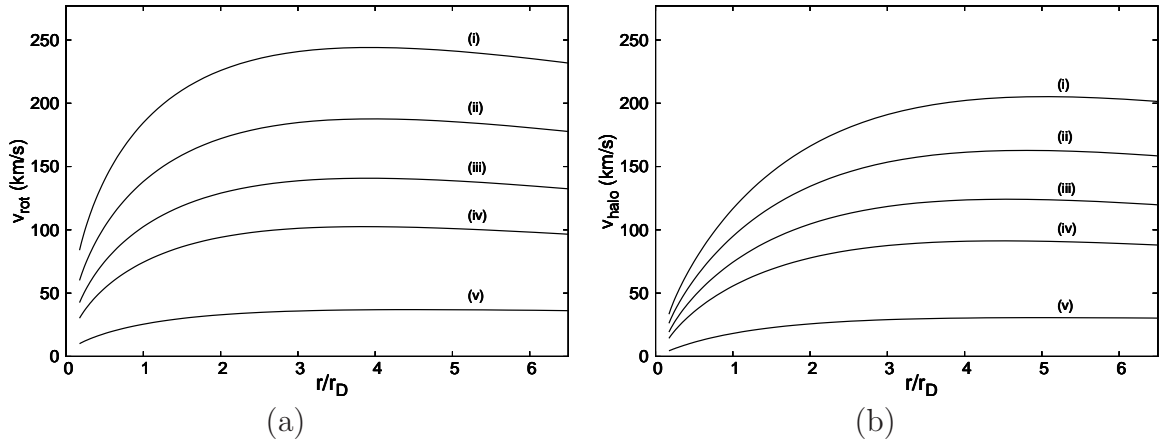 250
200
150
100
50
0
v_rot (km/s)
(i)
(ii)
(iii)
(iv)
(v)
0 1 2 3 4 5 6
r/r_D
(a)
250
200
150
100
50
0
v_halo (km/s)
(i)
(ii)
(iii)
(iv)
(v)
0 1 2 3 4 5 6
r/r_D
(b)